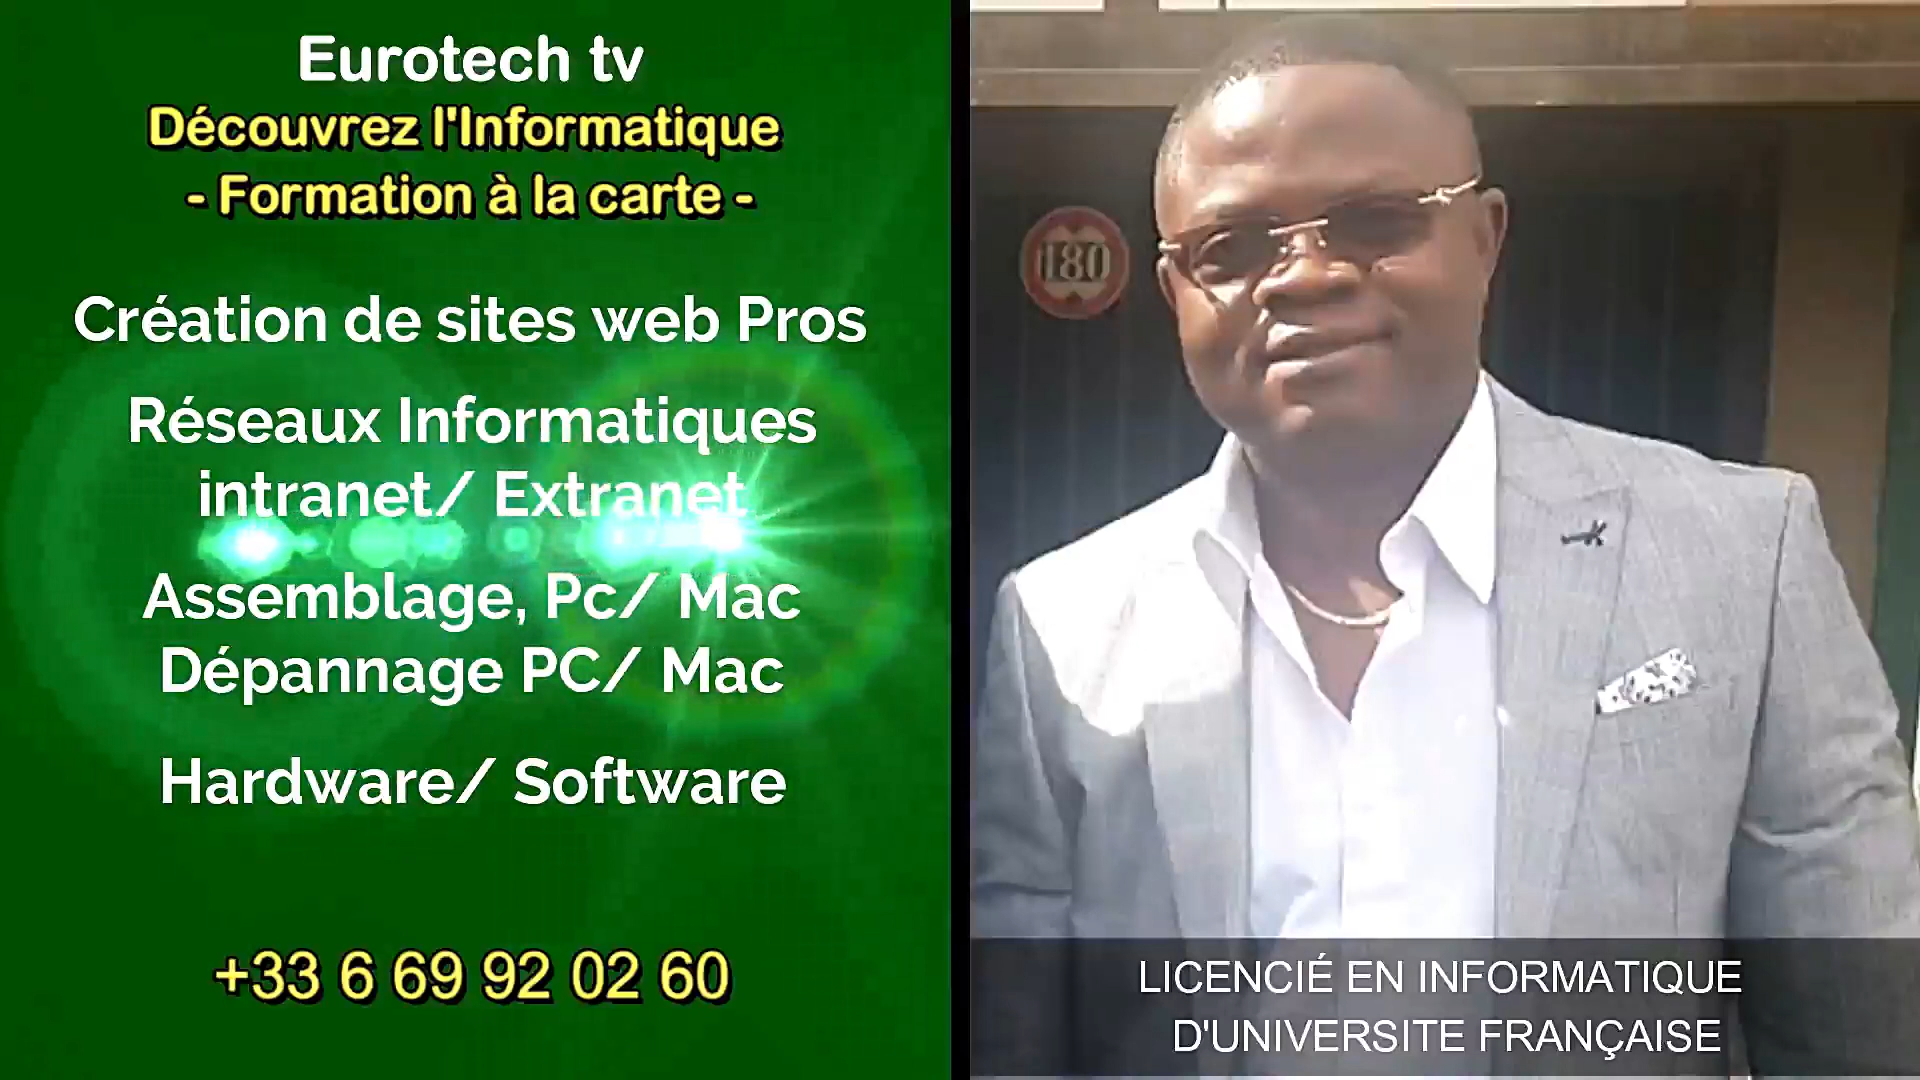 Eurotech tv
Découvrez l'Informatique
- Formation à la carte -
Création de sites web Pros
Réseaux Informatiques
intranet/ Extranet
Assemblage, Pc/ Mac
Dépannage PC/ Mac
Hardware/ Software
+33 6 69 92 02 60
180
LICENCIÉ EN INFORMATIQUE
D'UNIVERSITE FRANÇAISE